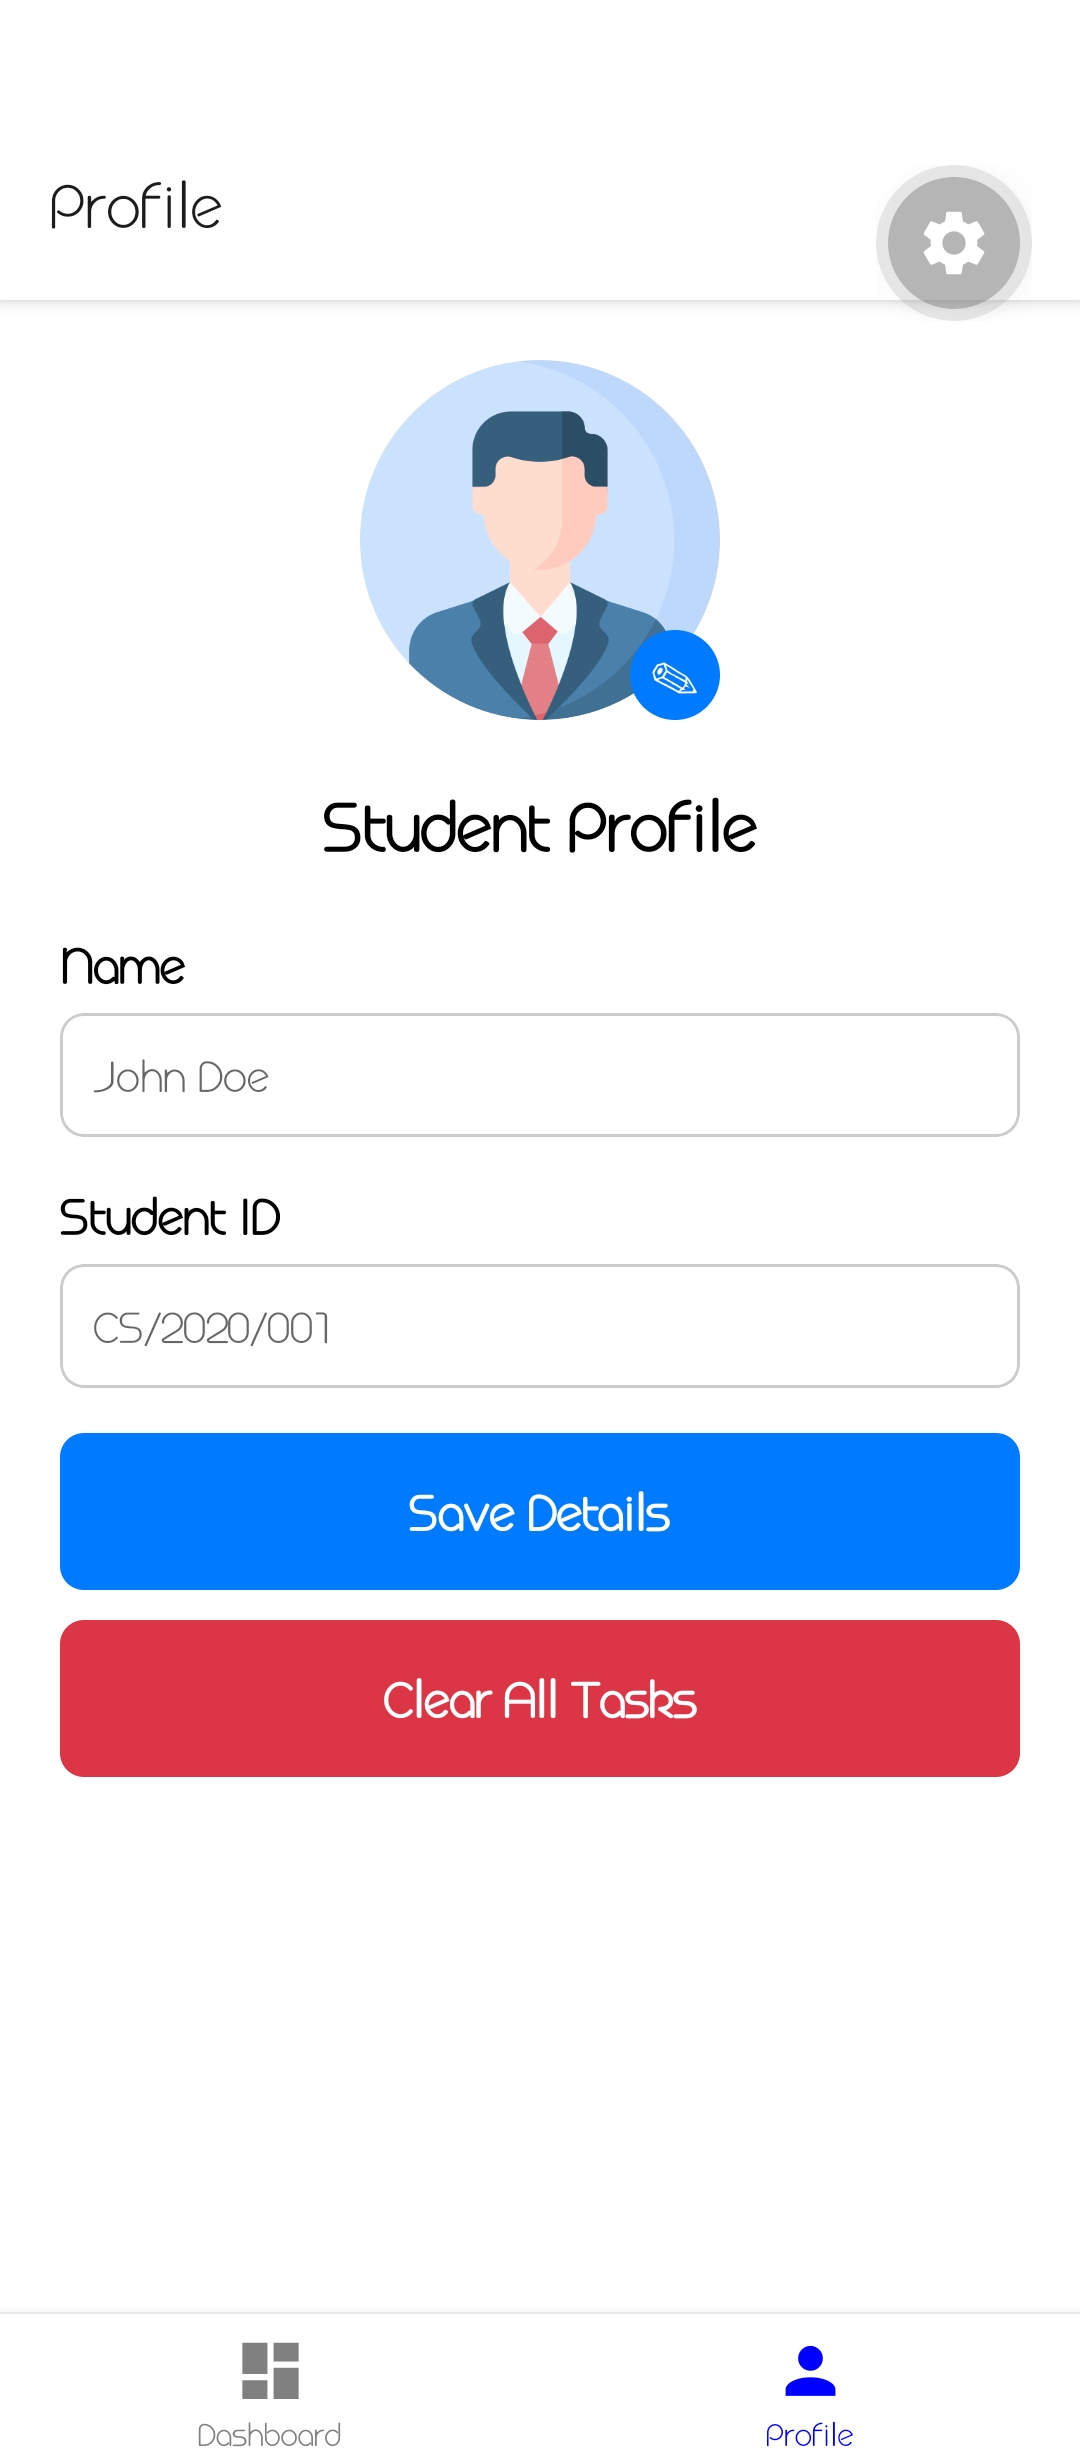 Profile
Student Profile
Name
John Doe
Student ID
CS/2020/001
Save Details
Clear All Tasks
Dashboard
Profile